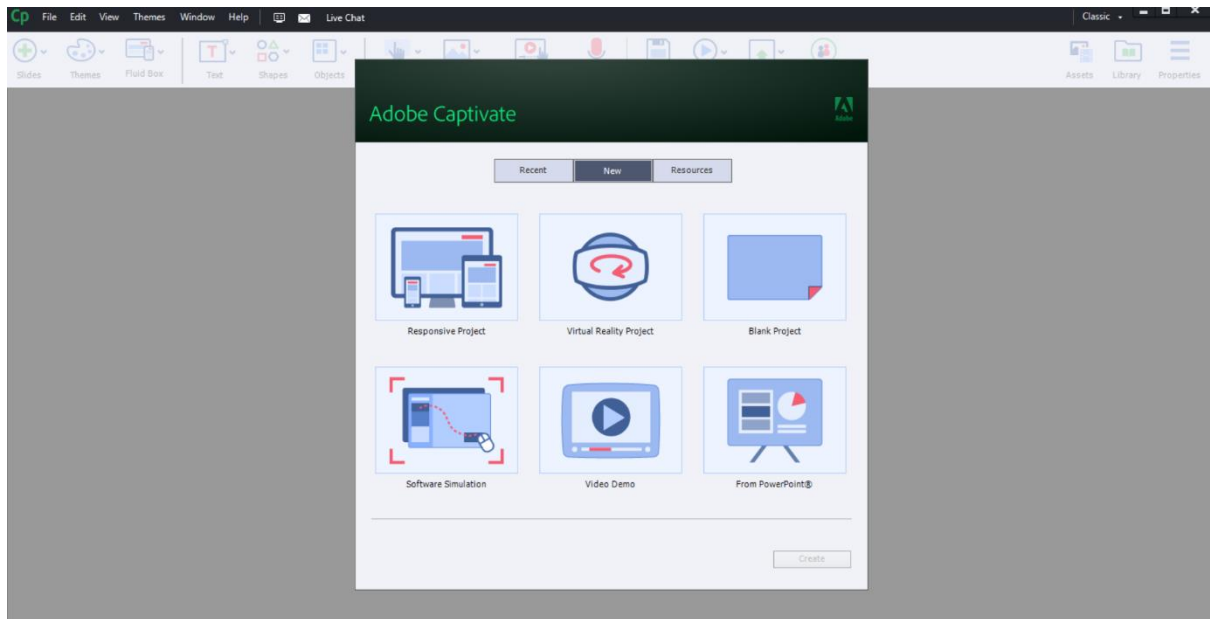 Cp File Edit View Themes Window Help Live Chat Classic
Slides Themes Fluid Box Text Shapes Objects Assets Library Properties
Adobe Captivate
Adobe
Recent New Resources
Responsive Project Virtual Reality Project Blank Project
Software Simulation Video Demo From PowerPoint®
Create